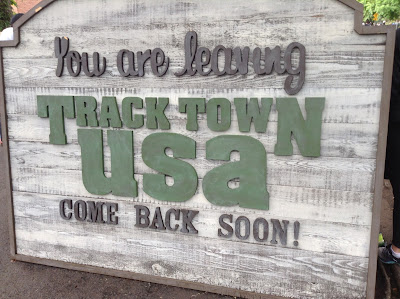 You are leaving
TRACK TOWN
usa
COME BACK SOON!